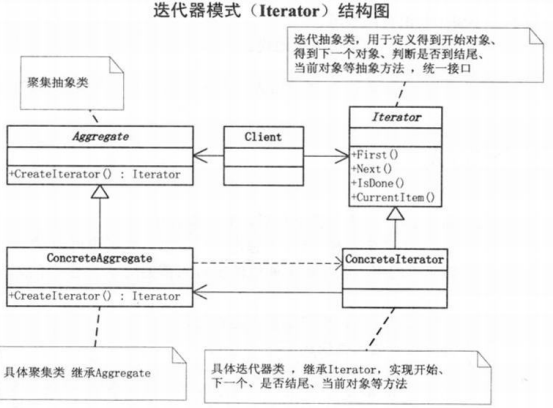 迭代器模式（Iterator）结构图
迭代抽象类，用于定义得到开始对象、
得到下一个对象、判断是否到结尾、
当前对象等抽象方法，统一接口
聚集抽象类
Aggregate
+CreateIterator() : Iterator
Client
Iterator
+First()
+Next()
+IsDone()
+CurrentItem()
ConcreteAggregate
+CreateIterator() : Iterator
ConcreteIterator
具体聚集类 继承Aggregate
具体迭代器类，继承Iterator，实现开始、
下一个、是否结尾、当前对象等方法